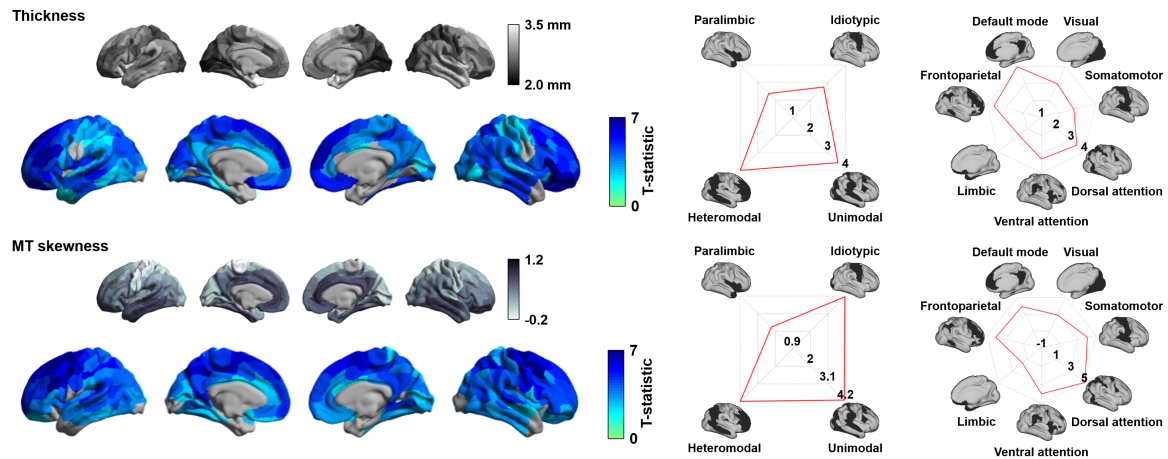 Thickness
3.5 mm
2.0 mm
7
T-statistic
0
Paralimbic
Idiotypic
1
2
3
4
Heteromodal
Unimodal
Default mode
Visual
Frontoparietal
Somatomotor
1
2
3
4
Limbic
Dorsal attention
Ventral attention
MT skewness
1.2
-0.2
7
T-statistic
0
Paralimbic
Idiotypic
0.9
2
3.1
4.2
Heteromodal
Unimodal
Default mode
Visual
Frontoparietal
Somatomotor
-1
1
3
5
Limbic
Dorsal attention
Ventral attention